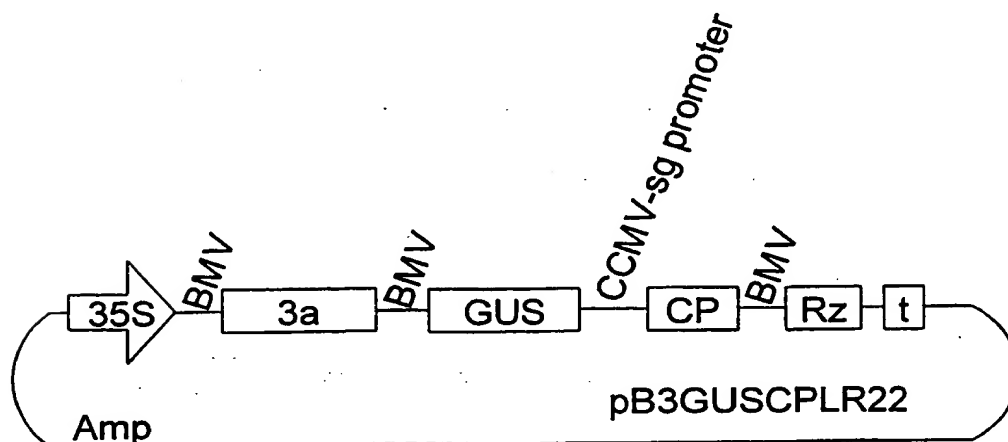 CCMV-sg promoter
BMV
BMV
BMV
35S
3a
GUS
CP
Rz
t
pB3GUSCPLR22
Amp